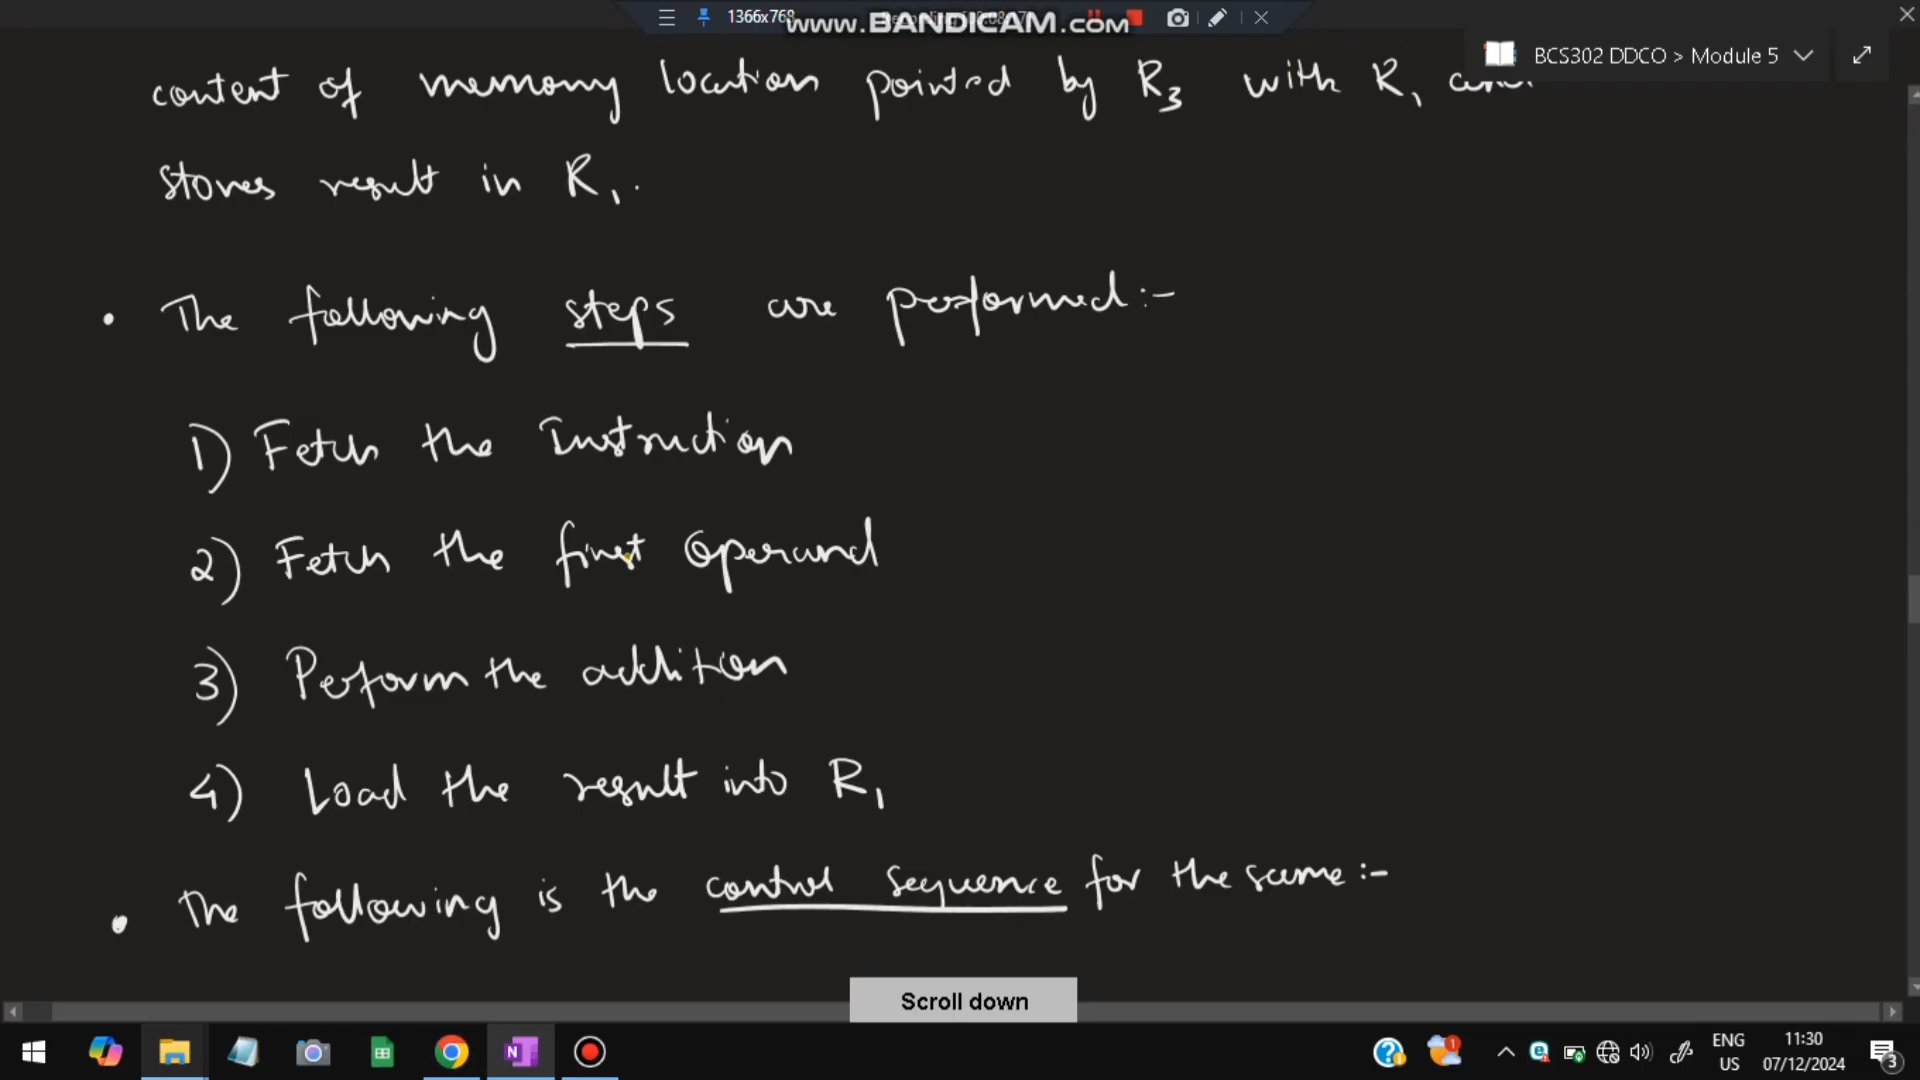 1366x768
www.BANDICAM.com
BCS302 DDCO > Module 5
content of memory location pointed by R3 with R1 and
stores result in R1.
• The following steps are performed:-
1) Fetch the Instruction
2) Fetch the first Operand
3) Perform the addition
4) Load the result into R1
• The following is the control sequence for the same:-
Scroll down
ENG
US
11:30
07/12/2024
3
1